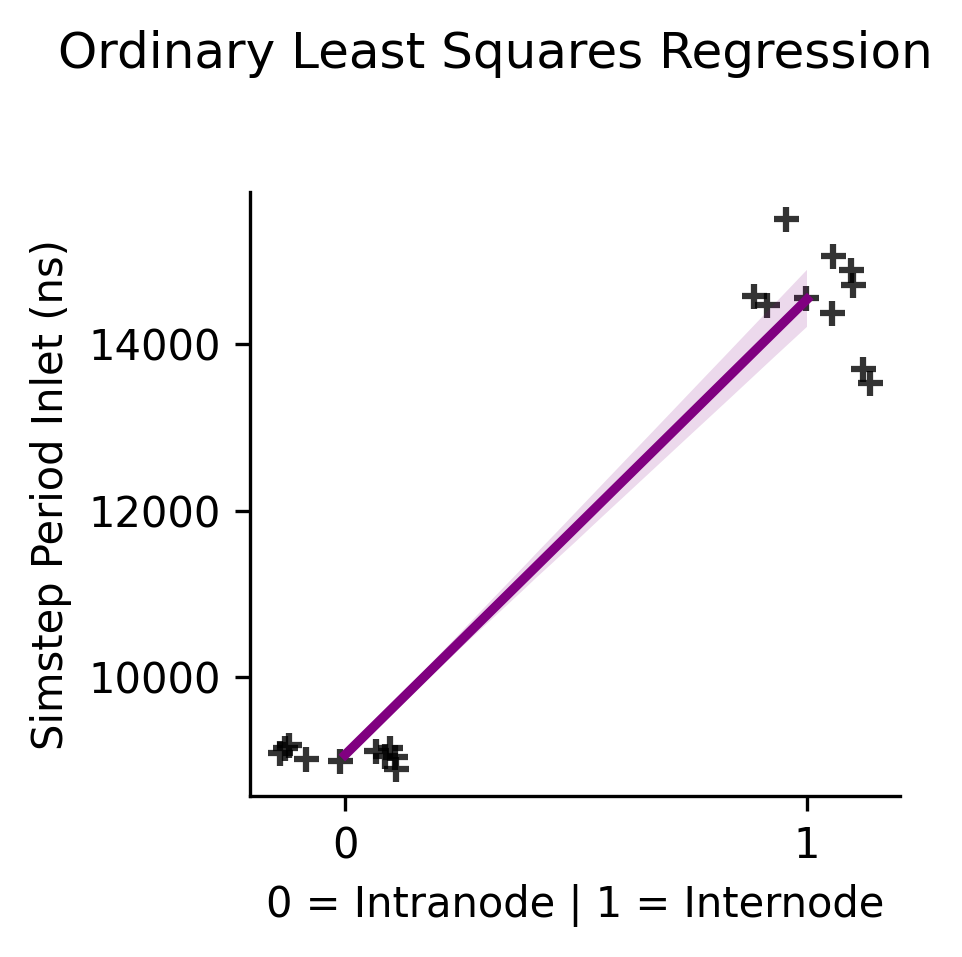 Ordinary Least Squares Regression
Simstep Period Inlet (ns)
14000
12000
10000
0
1
0 = Intranode | 1 = Internode